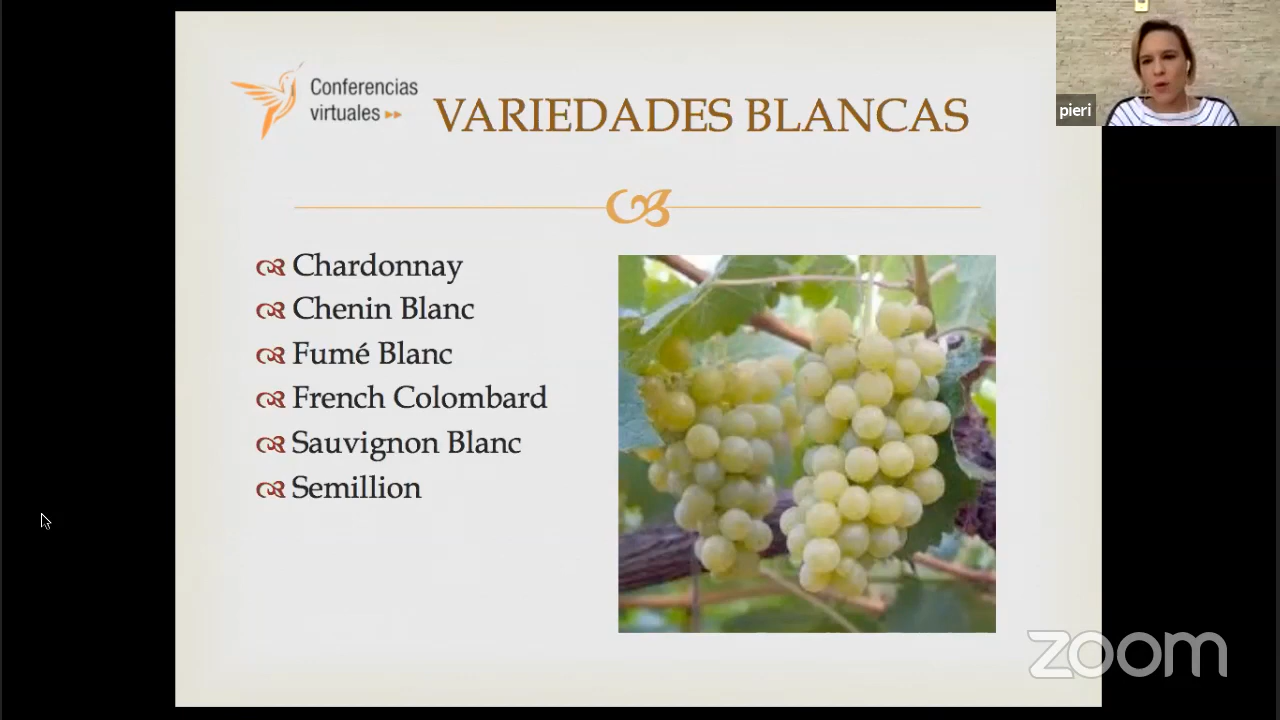 Conferencias
virtuales
VARIEDADES BLANCAS
pieri
Chardonnay
Chenin Blanc
Fumé Blanc
French Colombard
Sauvignon Blanc
Semillion
zoom